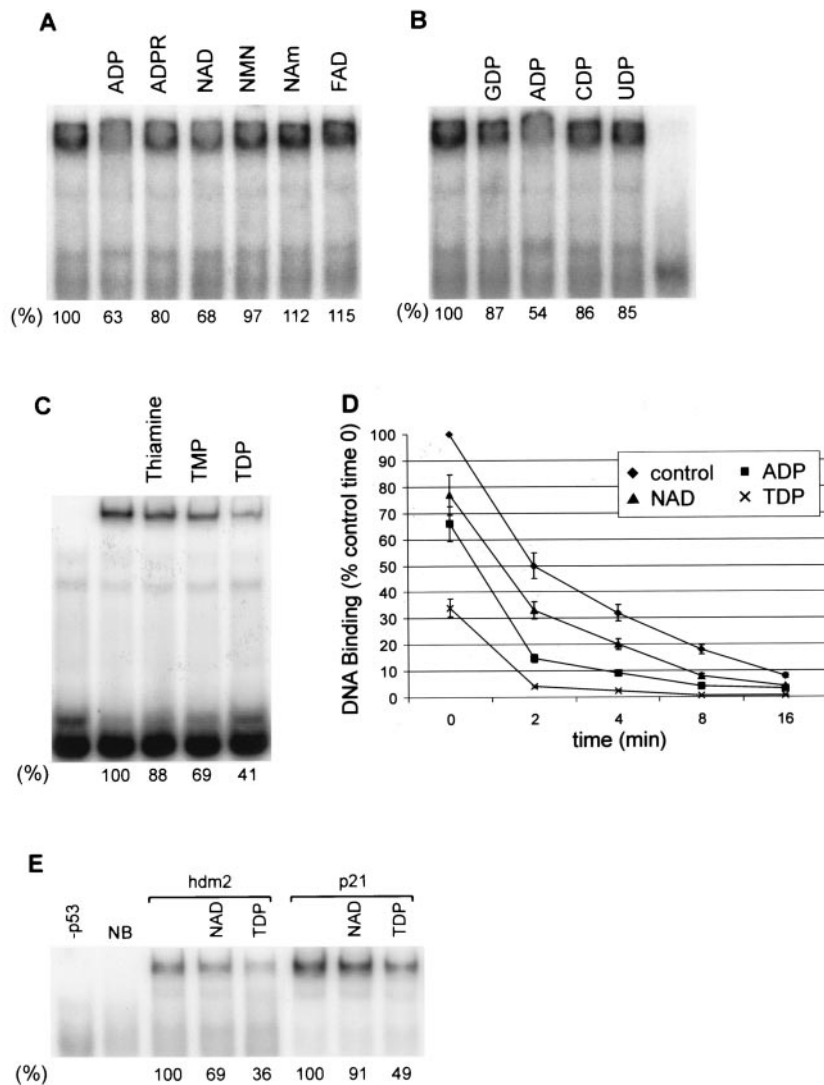 A
ADP ADPR NAD NMN NAm FAD
(%) 100 63 80 68 97 112 115
B
GDP ADP CDP UDP
(%) 100 87 54 86 85
C
Thiamine TMP TDP
(%) 100 88 69 41
D
DNA Binding (% control time 0)
100
90
80
70
60
50
40
30
20
10
0
control ADP
NAD TDP
0 2 4 8 16
time (min)
E
hdm2 p21
-p53 NB NAD TDP NAD TDP
(%) 100 69 36 100 91 49